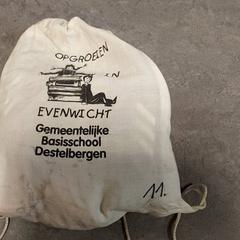 OPGROEIEN
IN
EVENWICHT
Gemeentelijke
Basisschool
Destelbergen
11.